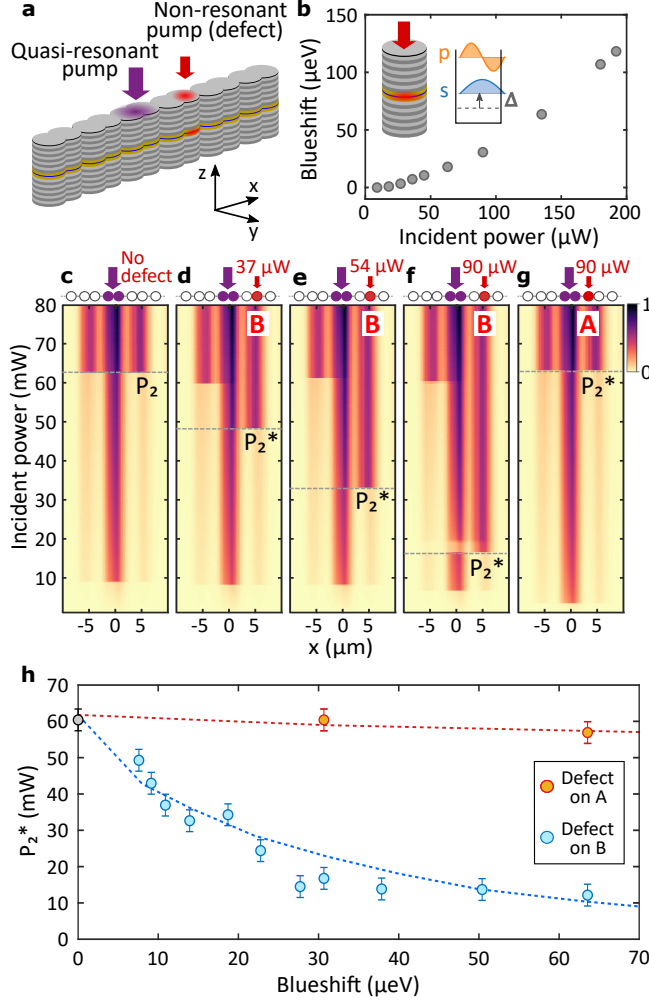 a
Non-resonant
pump (defect)
Quasi-resonant
pump
z
x
y
b
p
s
Δ
Blueshift (μeV)
150
100
50
0
0
50
100
150
200
Incident power (μW)
c
No
defect
d
37 μW
e
54 μW
f
90 μW
g
90 μW
B
B
B
A
1
0
Incident power (mW)
80
70
60
50
40
30
20
10
P₂
P₂*
P₂*
P₂*
P₂*
-5 0 5
-5 0 5
-5 0 5
-5 0 5
-5 0 5
x (μm)
h
P₂* (mW)
70
60
50
40
30
20
10
0
0 10 20 30 40 50 60 70
Blueshift (μeV)
Defect
on A
Defect
on B